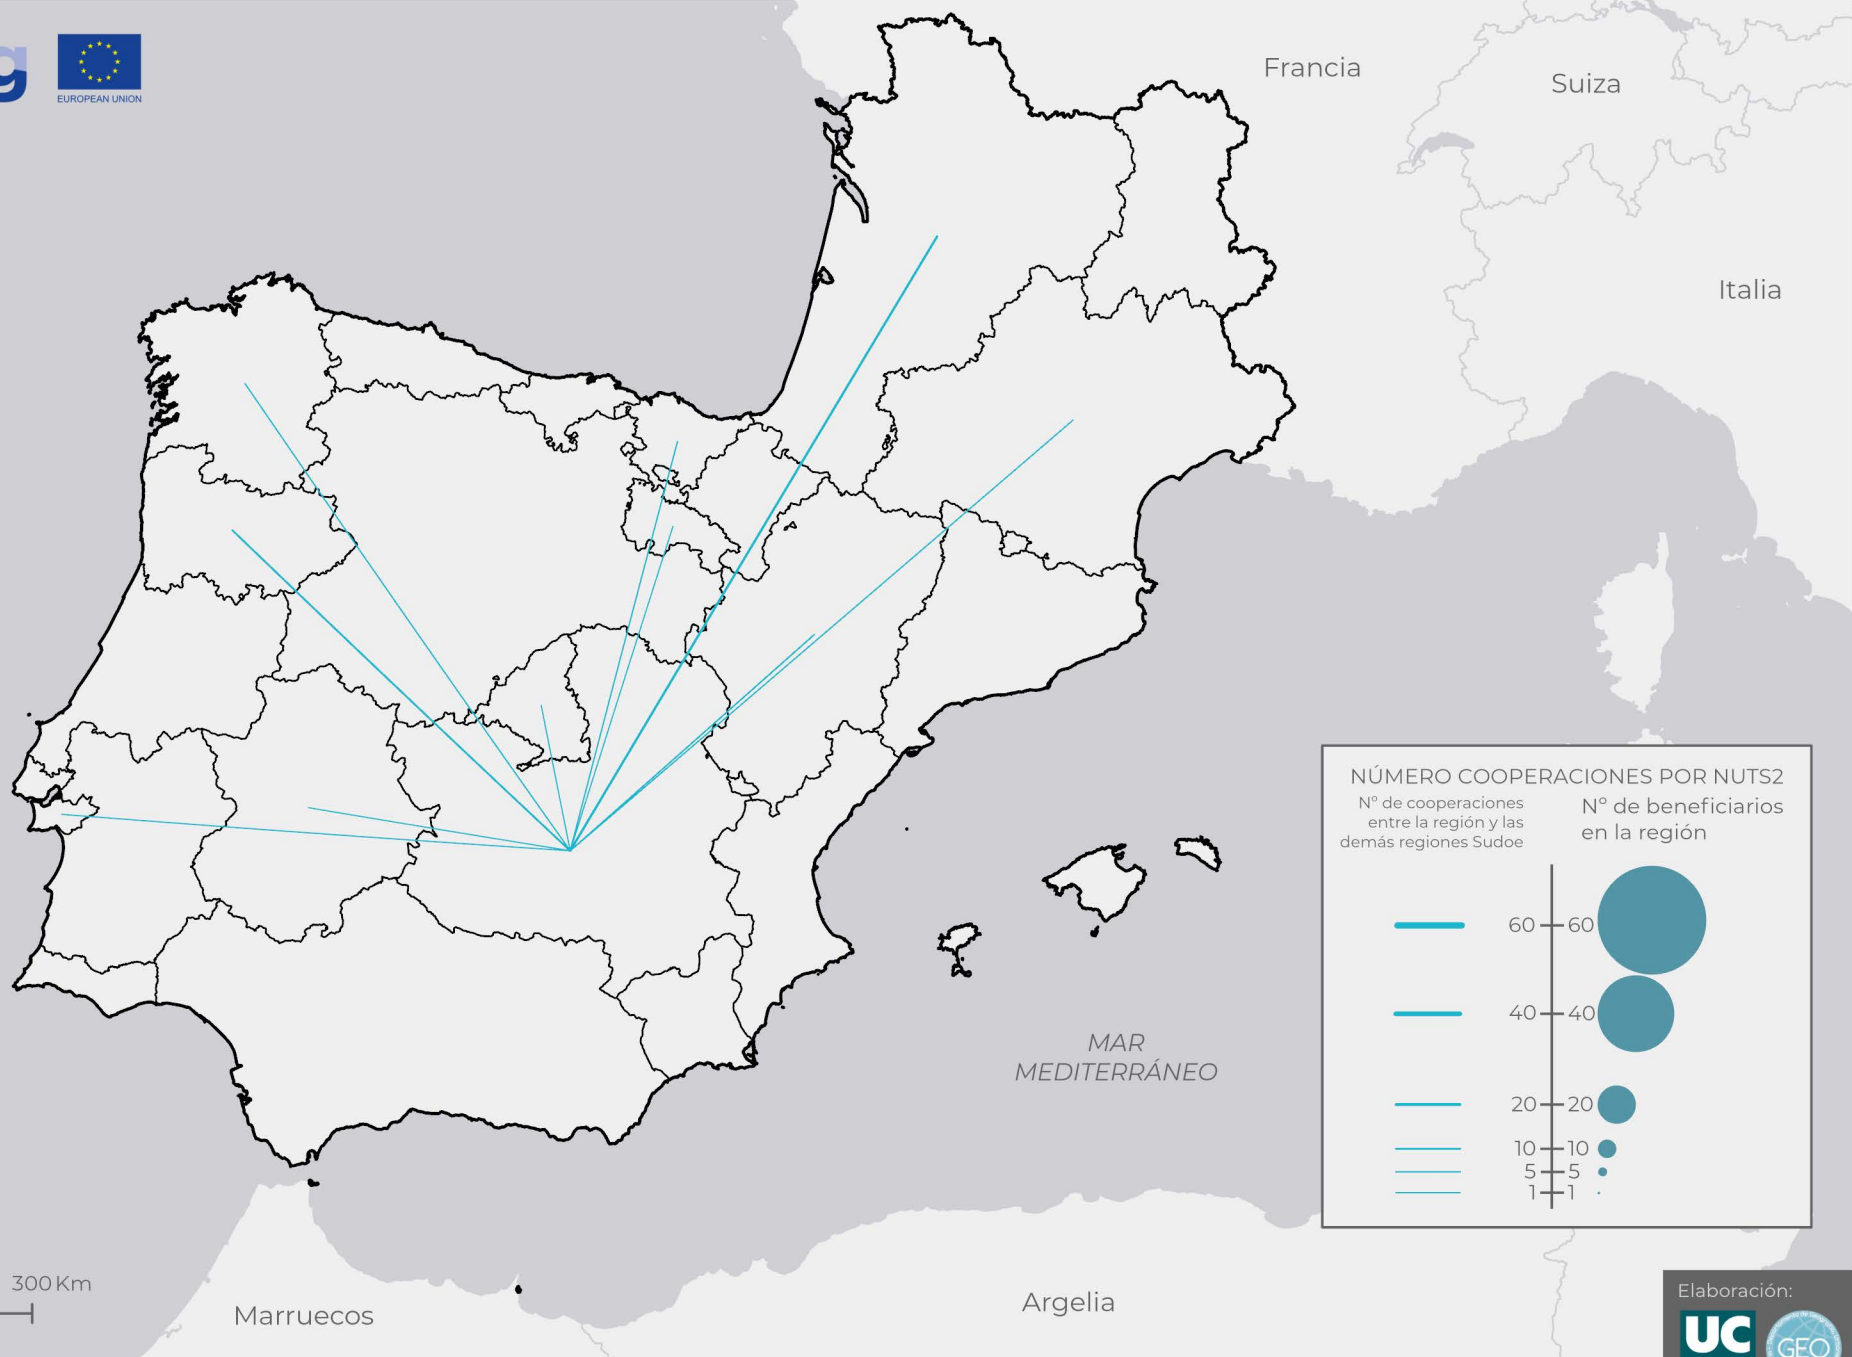 g
EUROPEAN UNION
Francia
Suiza
Italia
NÚMERO COOPERACIONES POR NUTS2
Nº de cooperaciones
entre la región y las
demás regiones Sudoe
Nº de beneficiarios
en la región
60 60
40 40
20 20
10 10
5 5
1 1
MAR
MEDITERRÁNEO
300 Km
Marruecos
Argelia
Elaboración:
UC
GEO